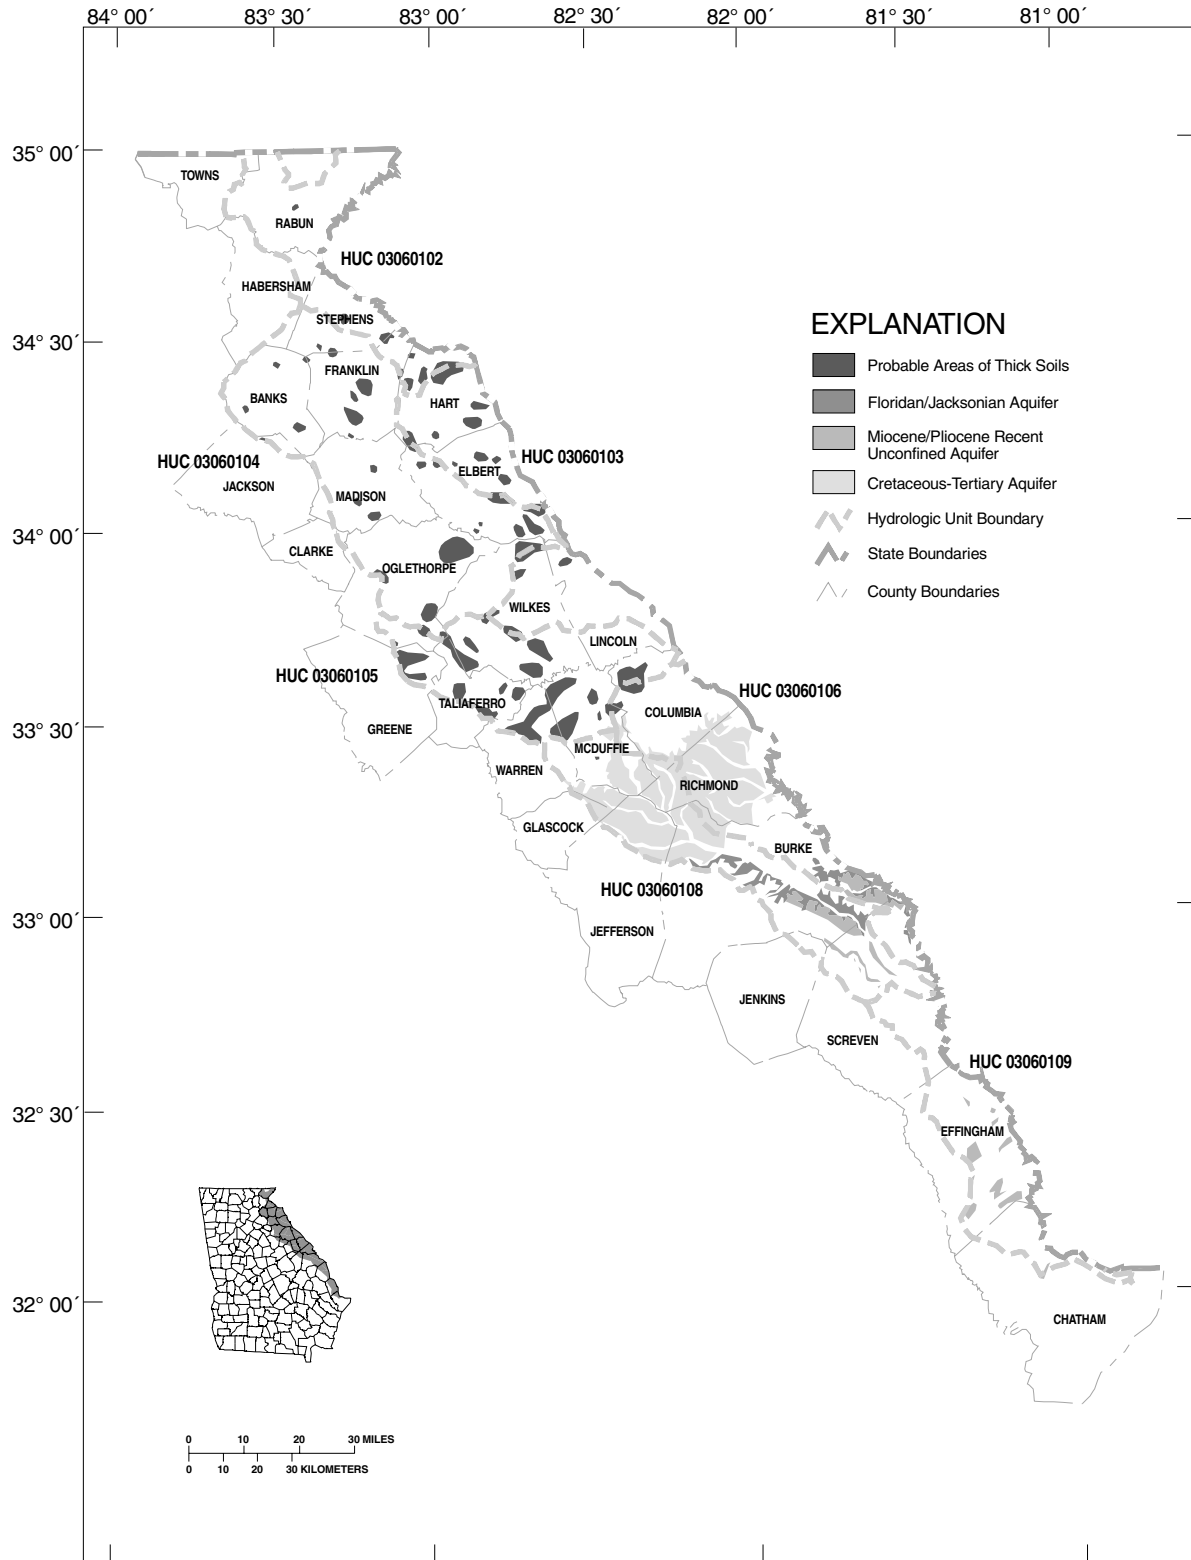 84° 00´ 83° 30´ 83° 00´ 82° 30´ 82° 00´ 81° 30´ 81° 00´
35° 00´
TOWNS
RABUN
HUC 03060102
HABERSHAM
STEPHENS
EXPLANATION
34° 30´
Probable Areas of Thick Soils
FRANKLIN
BANKS
HART
Floridan/Jacksonian Aquifer
Miocene/Pliocene Recent
Unconfined Aquifer
HUC 03060103
HUC 03060104
ELBERT
Cretaceous-Tertiary Aquifer
JACKSON
MADISON
Hydrologic Unit Boundary
34° 00´
CLARKE
State Boundaries
OGLETHORPE
County Boundaries
WILKES
LINCOLN
HUC 03060105
HUC 03060106
TALIAFERRO
COLUMBIA
33° 30´
GREENE
MCDUFFIE
WARREN
RICHMOND
GLASCOCK
BURKE
HUC 03060108
33° 00´
JEFFERSON
JENKINS
SCREVEN
HUC 03060109
32° 30´
EFFINGHAM
32° 00´
CHATHAM
0 10 20 30 MILES
0 10 20 30 KILOMETERS